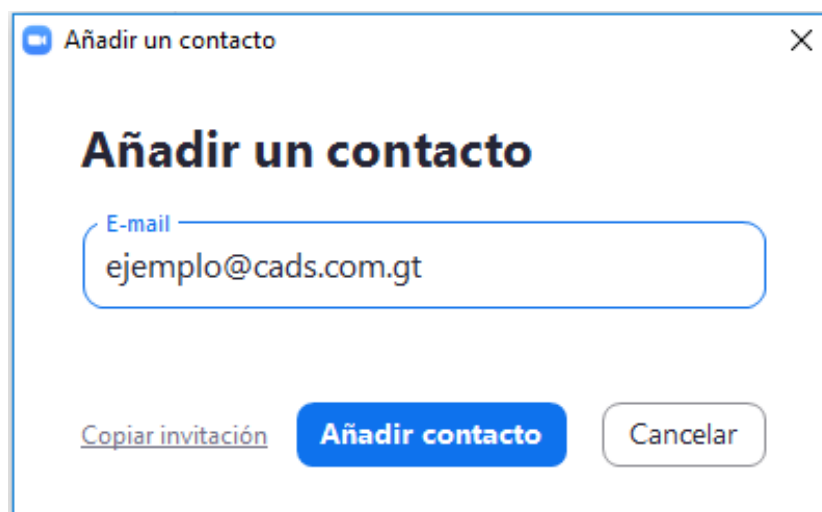 Añadir un contacto
Añadir un contacto
E-mail
ejemplo@cads.com.gt
Copiar invitación Añadir contacto Cancelar